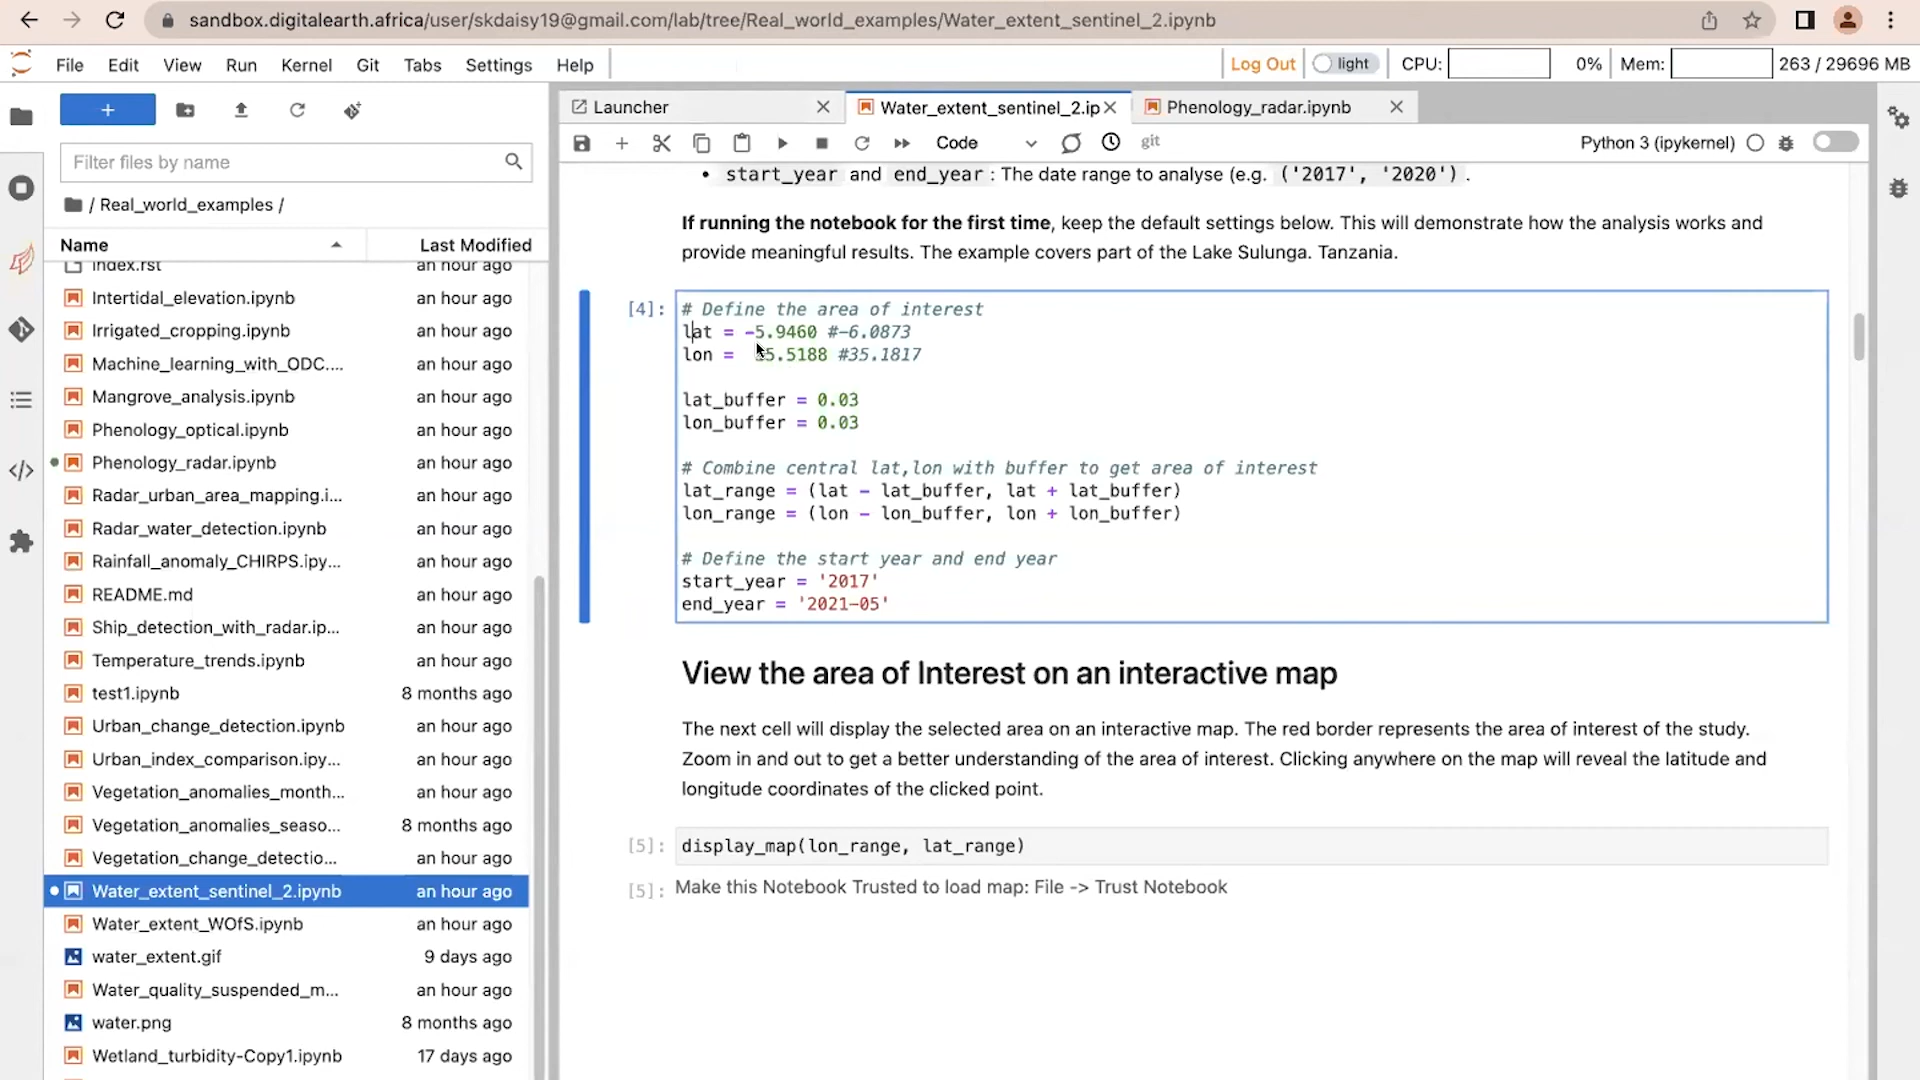 sandbox.digitalearth.africa/user/skdaisy19@gmail.com/lab/tree/Real_world_examples/Water_extent_sentinel_2.ipynb
File Edit View Run Kernel Git Tabs Settings Help
Log Out light CPU: 0% Mem: 263 / 29696 MB
Launcher Water_extent_sentinel_2.ip Phenology_radar.ipynb
Code git Python 3 (ipykernel)
Filter files by name
/ Real_world_examples /
Name Last Modified
index.rst an hour ago
Intertidal_elevation.ipynb an hour ago
Irrigated_cropping.ipynb an hour ago
Machine_learning_with_ODC.... an hour ago
Mangrove_analysis.ipynb an hour ago
Phenology_optical.ipynb an hour ago
Phenology_radar.ipynb an hour ago
Radar_urban_area_mapping.i... an hour ago
Radar_water_detection.ipynb an hour ago
Rainfall_anomaly_CHIRPS.ipy... an hour ago
README.md an hour ago
Ship_detection_with_radar.ip... an hour ago
Temperature_trends.ipynb an hour ago
test1.ipynb 8 months ago
Urban_change_detection.ipynb an hour ago
Urban_index_comparison.ipy... an hour ago
Vegetation_anomalies_month... an hour ago
Vegetation_anomalies_seaso... 8 months ago
Vegetation_change_detectio... an hour ago
Water_extent_sentinel_2.ipynb an hour ago
Water_extent_WOfS.ipynb an hour ago
water_extent.gif 9 days ago
Water_quality_suspended_m... an hour ago
water.png 8 months ago
Wetland_turbidity-Copy1.ipynb 17 days ago
• start_year and end_year : The date range to analyse (e.g. ('2017', '2020') .
If running the notebook for the first time, keep the default settings below. This will demonstrate how the analysis works and
provide meaningful results. The example covers part of the Lake Sulunga. Tanzania.
[4]: # Define the area of interest
lat = -5.9460 #-6.0873
lon = 5.5188 #35.1817
lat_buffer = 0.03
lon_buffer = 0.03
# Combine central lat,lon with buffer to get area of interest
lat_range = (lat - lat_buffer, lat + lat_buffer)
lon_range = (lon - lon_buffer, lon + lon_buffer)
# Define the start year and end year
start_year = '2017'
end_year = '2021-05'
View the area of Interest on an interactive map
The next cell will display the selected area on an interactive map. The red border represents the area of interest of the study.
Zoom in and out to get a better understanding of the area of interest. Clicking anywhere on the map will reveal the latitude and
longitude coordinates of the clicked point.
[5]: display_map(lon_range, lat_range)
[5]: Make this Notebook Trusted to load map: File -> Trust Notebook